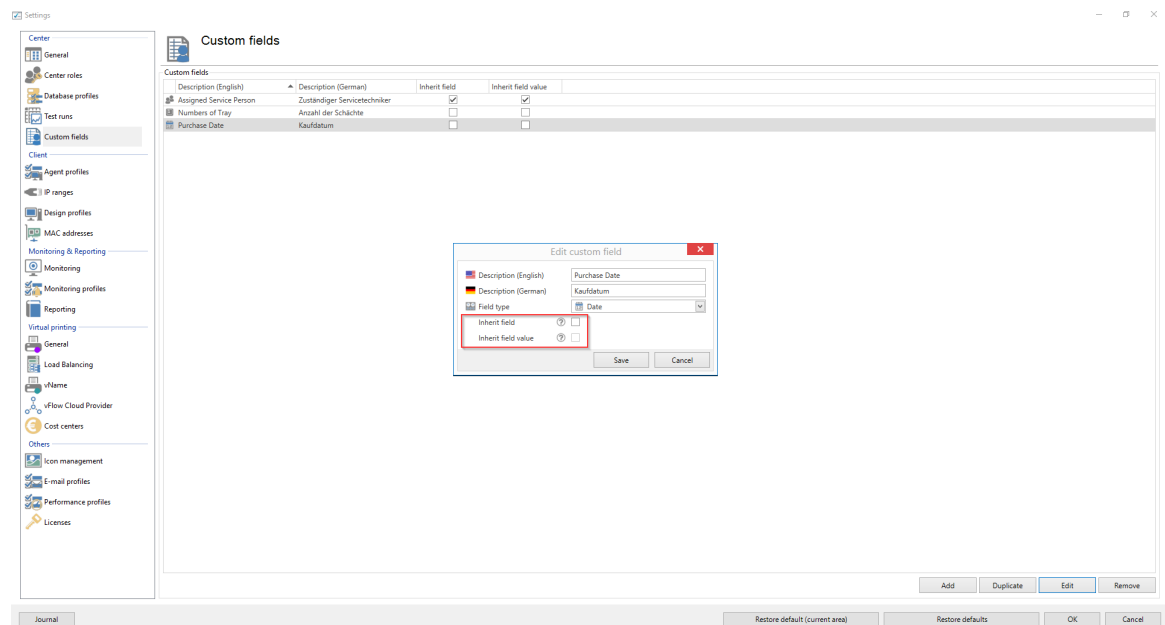 Settings
Center
General
Center roles
Database profiles
Test runs
Custom fields
Client
Agent profiles
IP ranges
Design profiles
MAC addresses
Monitoring & Reporting
Monitoring
Monitoring profiles
Reporting
Virtual printing
General
Load Balancing
vName
vFlow Cloud Provider
Cost centers
Others
Icon management
E-mail profiles
Performance profiles
Licenses
Custom fields
Custom fields
Description (English) Description (German) Inherit field Inherit field value
Assigned Service Person Zuständiger Servicetechniker
Numbers of Tray Anzahl der Schächte
Purchase Date Kaufdatum
Edit custom field
Description (English) Purchase Date
Description (German) Kaufdatum
Field type Date
Inherit field ?
Inherit field value ?
Save Cancel
Add Duplicate Edit Remove
Journal Restore default (current area) Restore defaults OK Cancel